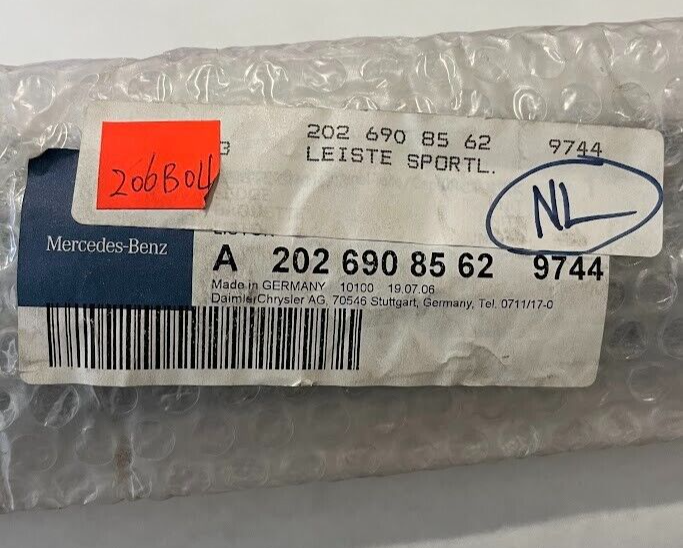 202 690 85 62 9744
LEISTE SPORTL.
206B04
NL
Mercedes-Benz
A 202 690 85 62 9744
Made in GERMANY 10100 19.07.06
DaimlerChrysler AG, 70546 Stuttgart, Germany, Tel. 0711/17-0